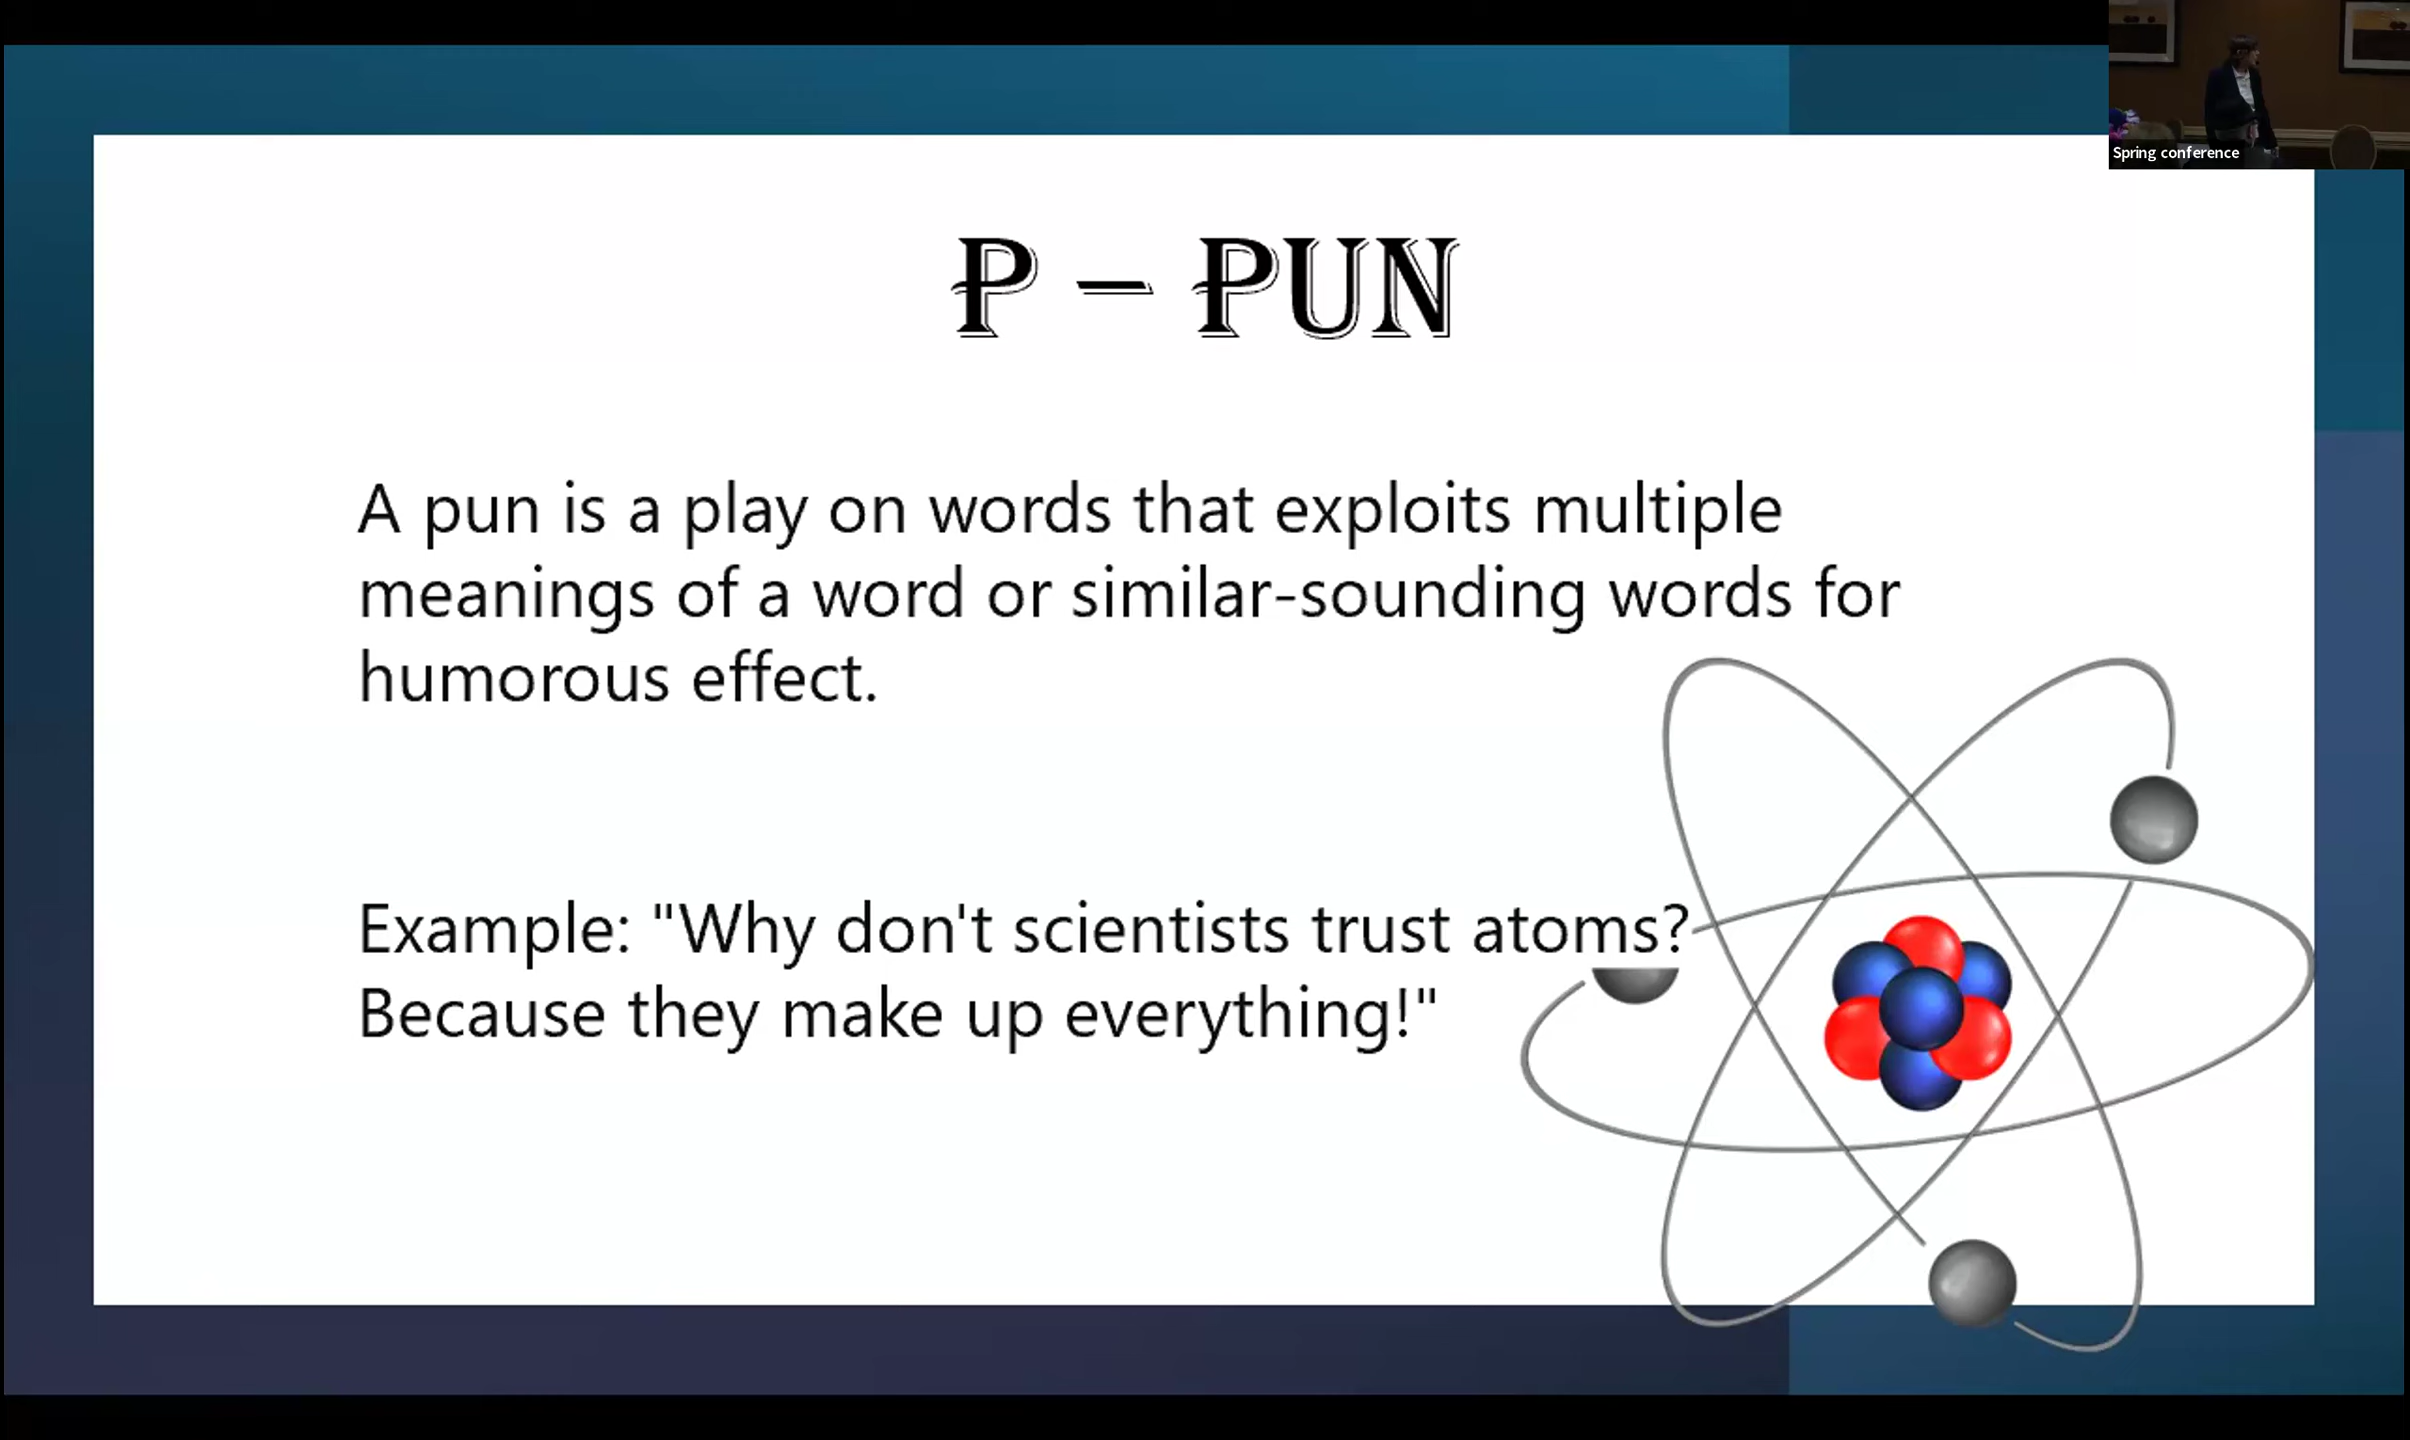 Spring conference
P – PUN
A pun is a play on words that exploits multiple
meanings of a word or similar-sounding words for
humorous effect.
Example: "Why don't scientists trust atoms?
Because they make up everything!"